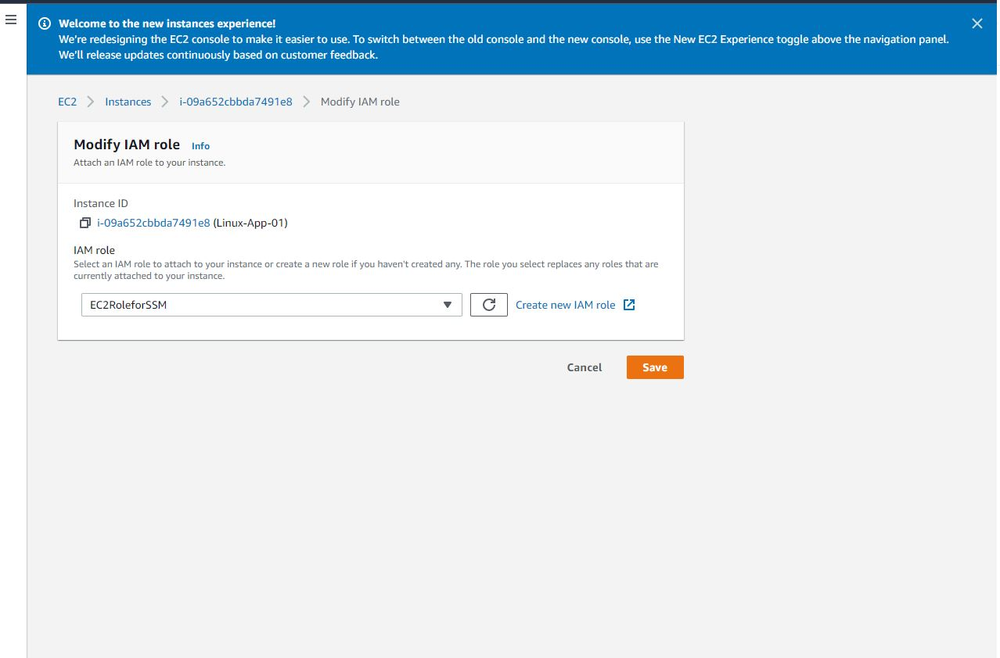 Welcome to the new instances experience!
We're redesigning the EC2 console to make it easier to use. To switch between the old console and the new console, use the New EC2 Experience toggle above the navigation panel.
We'll release updates continuously based on customer feedback.
EC2 > Instances > i-09a652cbbda7491e8 > Modify IAM role
Modify IAM role Info
Attach an IAM role to your instance.
Instance ID
i-09a652cbbda7491e8 (Linux-App-01)
IAM role
Select an IAM role to attach to your instance or create a new role if you haven't created any. The role you select replaces any roles that are
currently attached to your instance.
EC2RoleforSSM Create new IAM role
Cancel Save